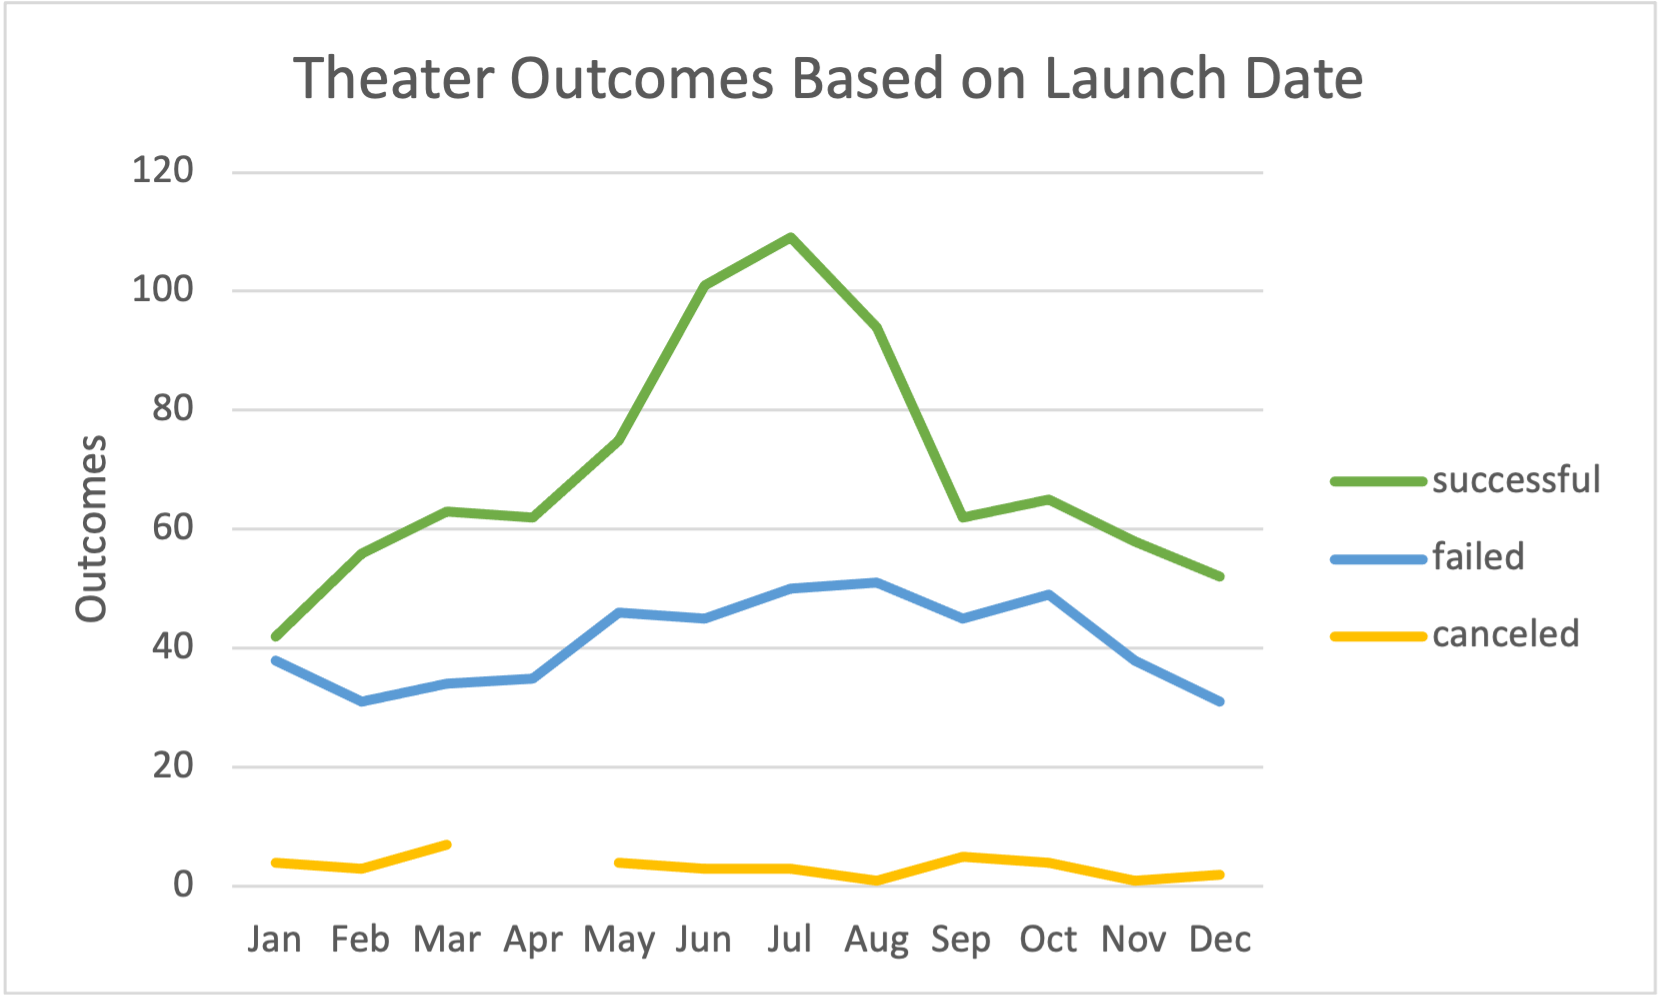 Theater Outcomes Based on Launch Date
120
100
80
60
40
20
0
Outcomes
Jan Feb Mar Apr May Jun Jul Aug Sep Oct Nov Dec
successful
failed
canceled